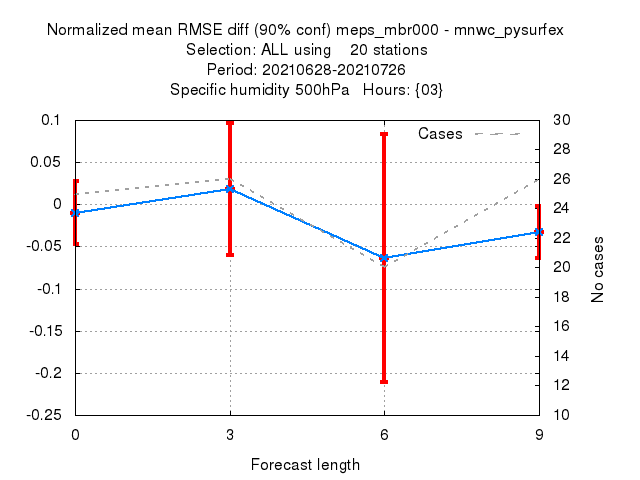 Normalized mean RMSE diff (90% conf) meps_mbr000 - mnwc_pysurfex
Selection: ALL using    20 stations
Period: 20210628-20210726
Specific humidity 500hPa   Hours: {03}
0.1
0.05
0
-0.05
-0.1
-0.15
-0.2
-0.25
Cases
30
28
26
24
22
20
18
16
14
12
10
No cases
0 3 6 9
Forecast length